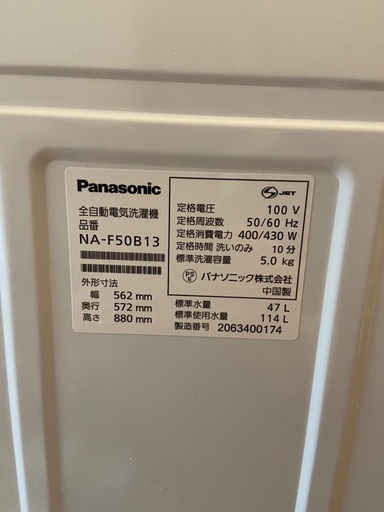 Panasonic
全自動電気洗濯機
品番
NA-F50B13
外形寸法
幅 562 mm
奥行 572 mm
高さ 880 mm
S JET
定格電圧 100 V
定格周波数 50/60 Hz
定格消費電力 400/430 W
定格時間 洗いのみ 10分
標準洗濯容量 5.0 kg
PS E パナソニック株式会社
中国製
標準水量 47 L
標準使用水量 114 L
製造番号 2063400174